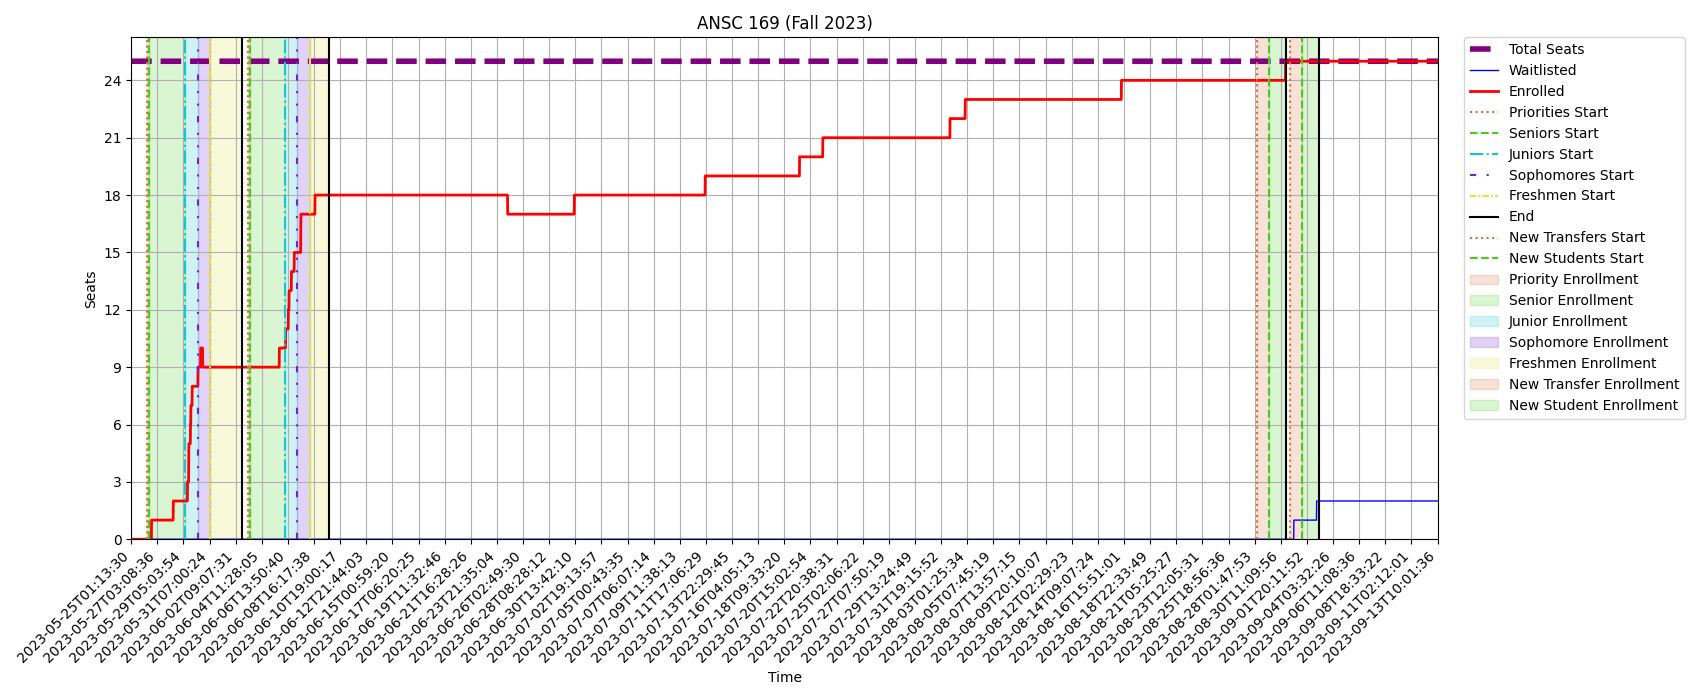 ANSC 169 (Fall 2023)
Seats
24
21
18
15
12
9
6
3
0
2023-05-25T01:13:30
2023-05-27T03:08:36
2023-05-29T05:03:54
2023-05-31T07:00:24
2023-06-02T09:07:31
2023-06-04T11:28:05
2023-06-06T13:50:40
2023-06-08T16:17:38
2023-06-10T19:00:17
2023-06-12T21:44:03
2023-06-15T00:59:20
2023-06-17T06:20:25
2023-06-19T11:32:46
2023-06-21T16:28:26
2023-06-23T21:35:04
2023-06-26T02:49:30
2023-06-28T08:28:12
2023-06-30T13:42:10
2023-07-02T19:13:57
2023-07-05T00:43:35
2023-07-07T06:07:14
2023-07-09T11:38:13
2023-07-11T17:06:29
2023-07-13T22:29:45
2023-07-16T04:05:13
2023-07-18T09:33:20
2023-07-20T15:02:54
2023-07-22T20:38:31
2023-07-25T02:06:22
2023-07-27T07:50:19
2023-07-29T13:24:49
2023-07-31T19:15:52
2023-08-03T01:25:34
2023-08-05T07:45:19
2023-08-07T13:57:15
2023-08-09T20:10:07
2023-08-12T02:29:23
2023-08-14T09:07:24
2023-08-16T15:51:01
2023-08-18T22:33:49
2023-08-21T05:25:27
2023-08-23T12:05:31
2023-08-25T18:56:36
2023-08-28T01:47:53
2023-08-30T11:09:56
2023-09-01T20:11:52
2023-09-04T03:32:26
2023-09-06T11:08:36
2023-09-08T18:33:22
2023-09-11T02:12:01
2023-09-13T10:01:36
Time
Total Seats
Waitlisted
Enrolled
Priorities Start
Seniors Start
Juniors Start
Sophomores Start
Freshmen Start
End
New Transfers Start
New Students Start
Priority Enrollment
Senior Enrollment
Junior Enrollment
Sophomore Enrollment
Freshmen Enrollment
New Transfer Enrollment
New Student Enrollment